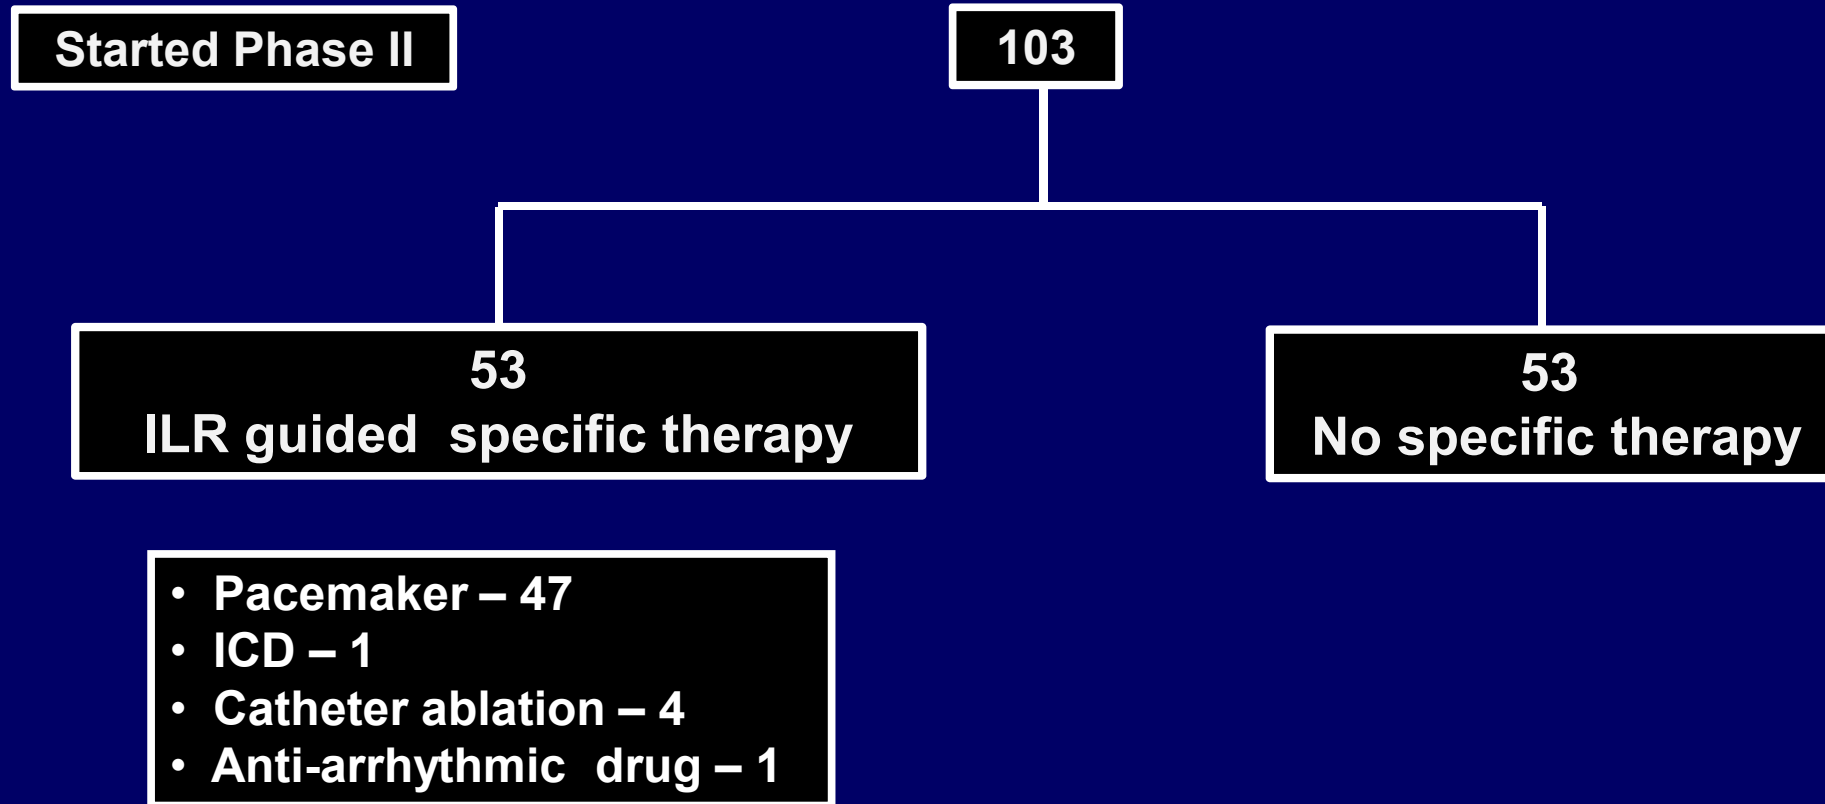 Started Phase II
103
53
ILR guided specific therapy
53
No specific therapy
• Pacemaker – 47
• ICD – 1
• Catheter ablation – 4
• Anti-arrhythmic drug – 1